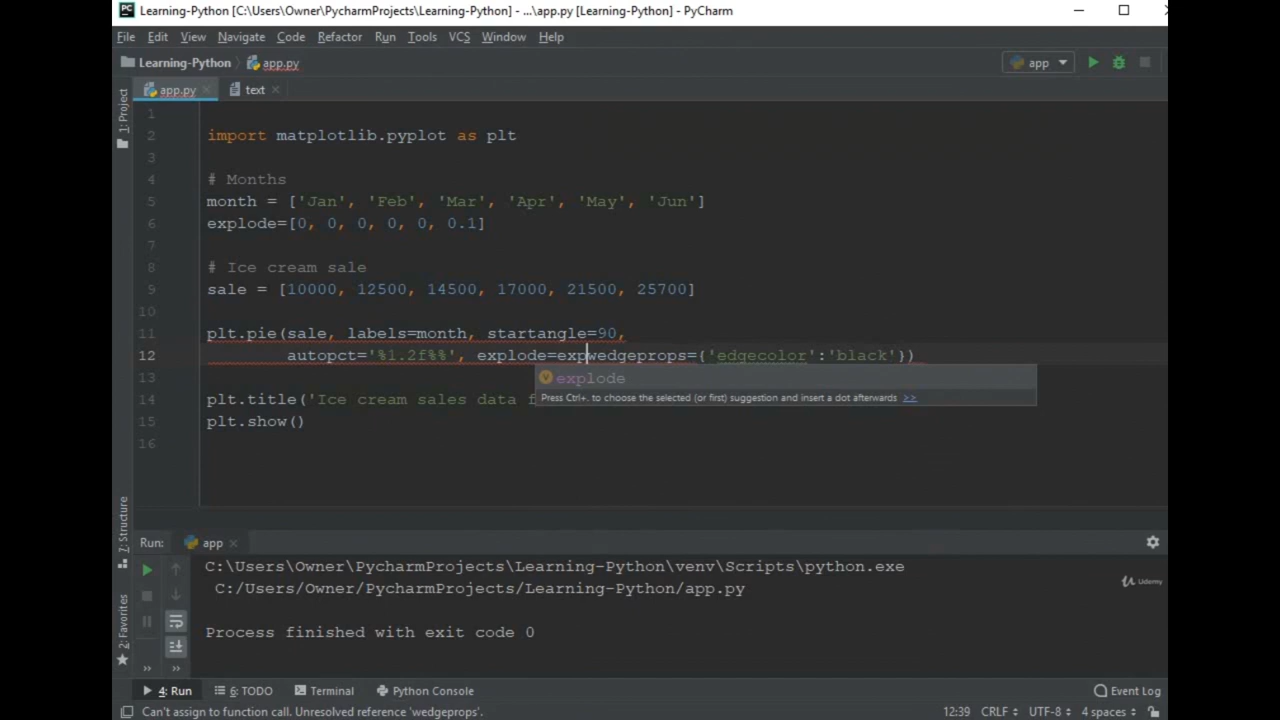 Learning-Python [C:\Users\Owner\PycharmProjects\Learning-Python] - ...\app.py [Learning-Python] - PyCharm
File Edit View Navigate Code Refactor Run Tools VCS Window Help
Learning-Python app.py app
app.py text
1: Project
1
2 import matplotlib.pyplot as plt
3
4 # Months
5 month = ['Jan', 'Feb', 'Mar', 'Apr', 'May', 'Jun']
6 explode=[0, 0, 0, 0, 0, 0.1]
7
8 # Ice cream sale
9 sale = [10000, 12500, 14500, 17000, 21500, 25700]
10
11 plt.pie(sale, labels=month, startangle=90,
12 autopct='%1.2f%%', explode=expwedgeprops={'edgecolor':'black'})
explode
13
Press Ctrl+. to choose the selected (or first) suggestion and insert a dot afterwards >>
14 plt.title('Ice cream sales data f
15 plt.show()
16
7: Structure
2: Favorites
Run: app
C:\Users\Owner\PycharmProjects\Learning-Python\venv\Scripts\python.exe
C:/Users/Owner/PycharmProjects/Learning-Python/app.py
Udemy
Process finished with exit code 0
4: Run 6: TODO Terminal Python Console Event Log
Can't assign to function call. Unresolved reference 'wedgeprops'. 12:39 CRLF UTF-8 4 spaces